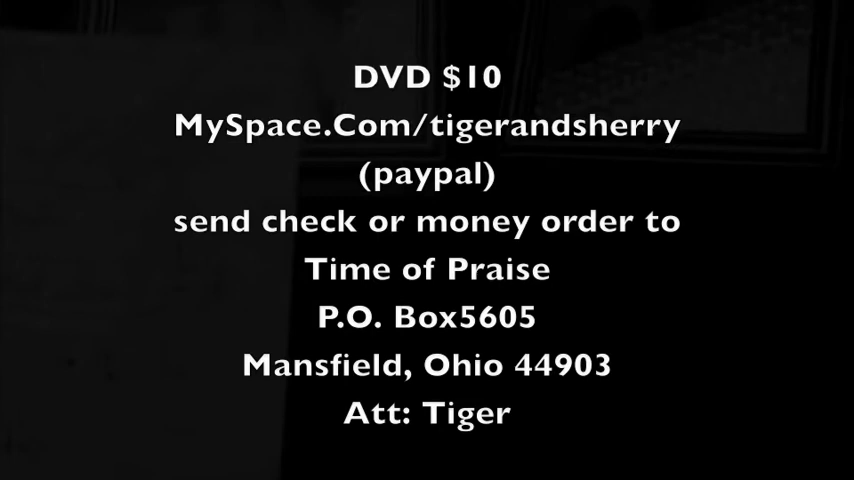 DVD $10
MySpace.Com/tigerandsherry
(paypal)
send check or money order to
Time of Praise
P.O. Box5605
Mansfield, Ohio 44903
Att: Tiger